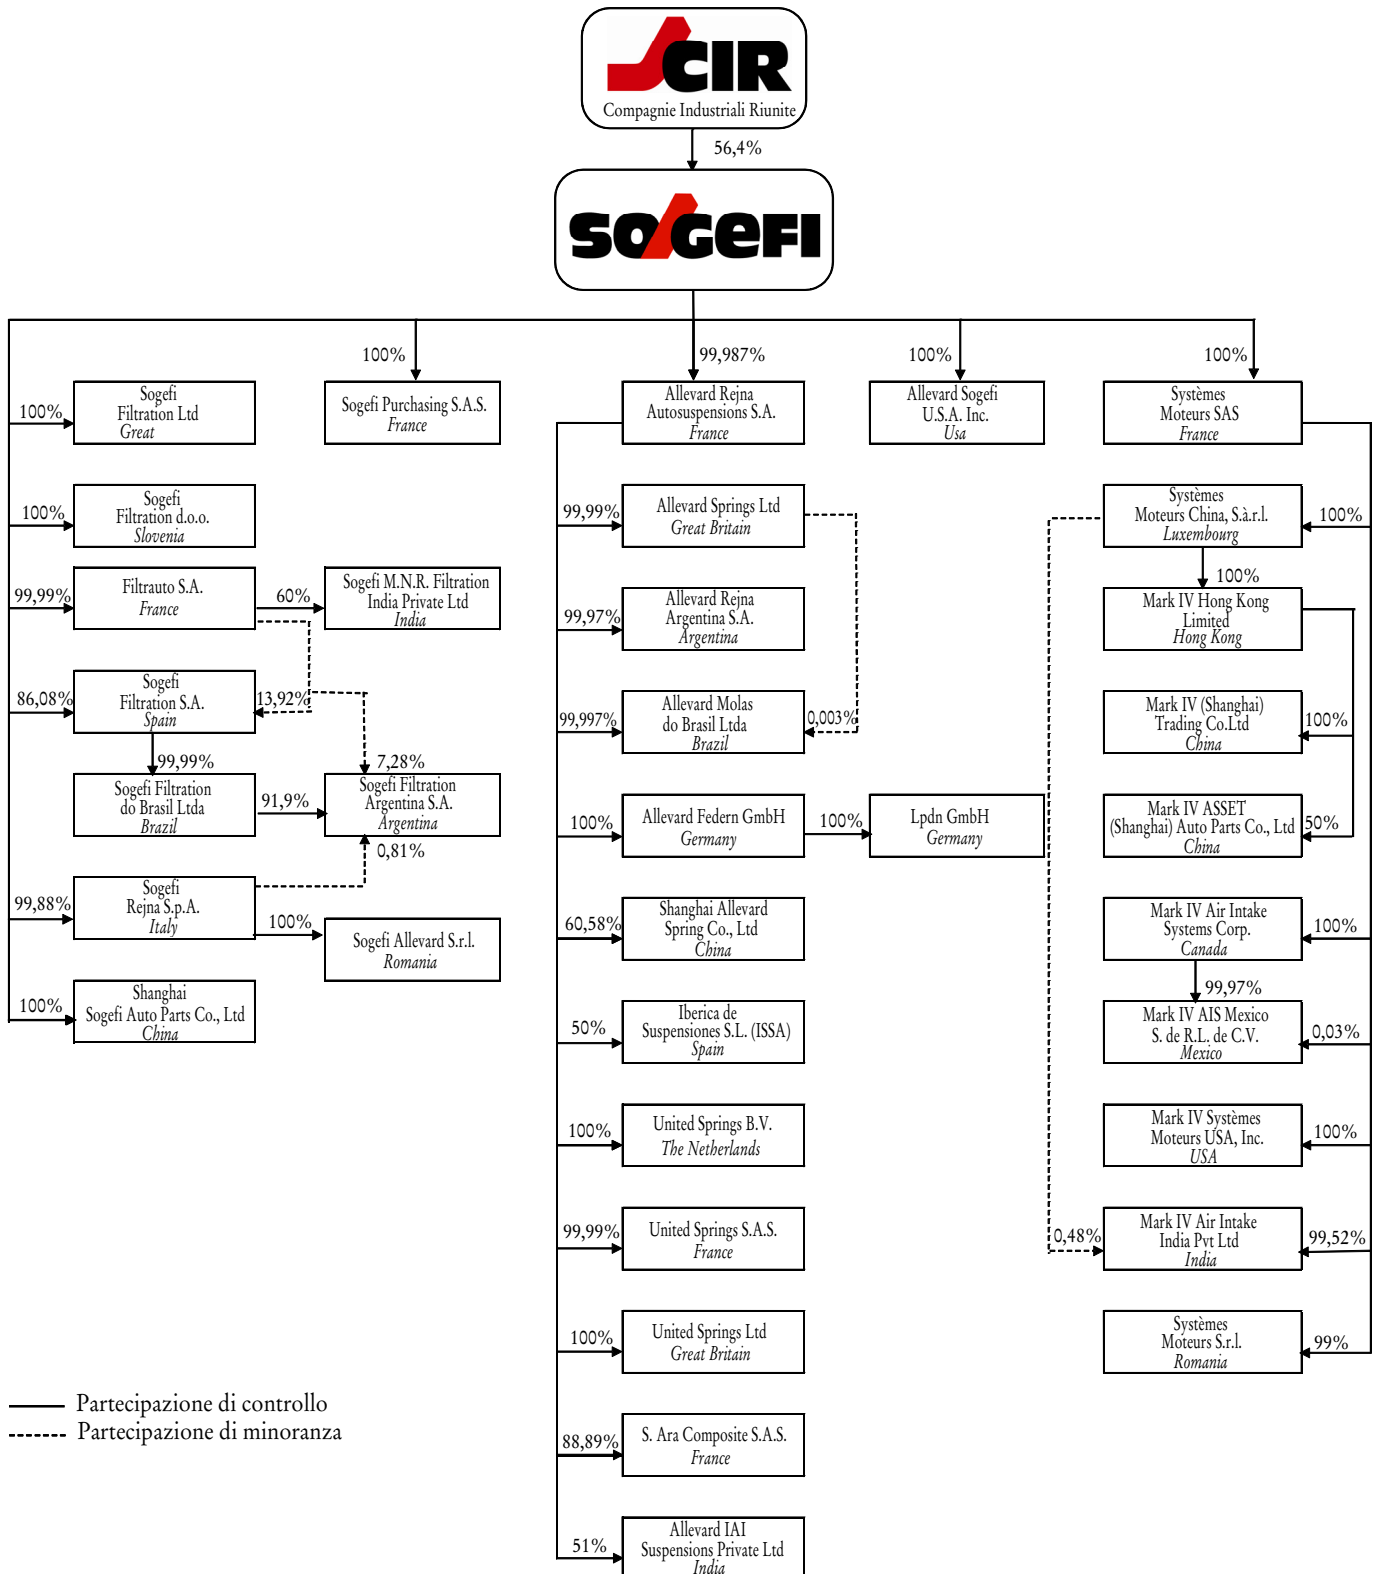 CIR
Compagnie Industriali Riunite
56,4%
SOGEFI
100%
99,987%
100%
100%
100%
Sogefi
Filtration Ltd
Great
Sogefi Purchasing S.A.S.
France
Allevard Rejna
Autosuspensions S.A.
France
Allevard Sogefi
U.S.A. Inc.
Usa
Systèmes
Moteurs SAS
France
100%
Sogefi
Filtration d.o.o.
Slovenia
99,99%
Allevard Springs Ltd
Great Britain
Systèmes
Moteurs China, S.à.r.l.
Luxembourg
100%
100%
99,99%
Filtrauto S.A.
France
60%
Sogefi M.N.R. Filtration
India Private Ltd
India
99,97%
Allevard Rejna
Argentina S.A.
Argentina
Mark IV Hong Kong
Limited
Hong Kong
86,08%
Sogefi
Filtration S.A.
Spain
13,92%
99,997%
Allevard Molas
do Brasil Ltda
Brazil
0,003%
Mark IV (Shanghai)
Trading Co.Ltd
China
100%
99,99%
7,28%
Sogefi Filtration
do Brasil Ltda
Brazil
91,9%
Sogefi Filtration
Argentina S.A.
Argentina
0,81%
100%
Allevard Federn GmbH
Germany
100%
Lpdn GmbH
Germany
Mark IV ASSET
(Shanghai) Auto Parts Co., Ltd
China
50%
99,88%
Sogefi
Rejna S.p.A.
Italy
100%
Sogefi Allevard S.r.l.
Romania
60,58%
Shanghai Allevard
Spring Co., Ltd
China
Mark IV Air Intake
Systems Corp.
Canada
100%
99,97%
100%
Shanghai
Sogefi Auto Parts Co., Ltd
China
50%
Iberica de
Suspensiones S.L. (ISSA)
Spain
Mark IV AIS Mexico
S. de R.L. de C.V.
Mexico
0,03%
100%
United Springs B.V.
The Netherlands
Mark IV Systèmes
Moteurs USA, Inc.
USA
100%
99,99%
United Springs S.A.S.
France
0,48%
Mark IV Air Intake
India Pvt Ltd
India
99,52%
100%
United Springs Ltd
Great Britain
Systèmes
Moteurs S.r.l.
Romania
99%
Partecipazione di controllo
Partecipazione di minoranza
88,89%
S. Ara Composite S.A.S.
France
51%
Allevard IAI
Suspensions Private Ltd
India